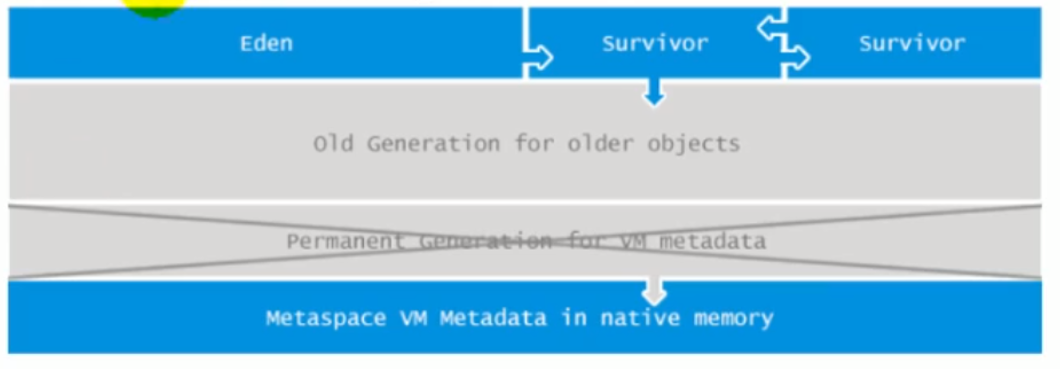 Eden
Survivor
Survivor
Old Generation for older objects
Permanent Generation for VM metadata
Metaspace VM Metadata in native memory